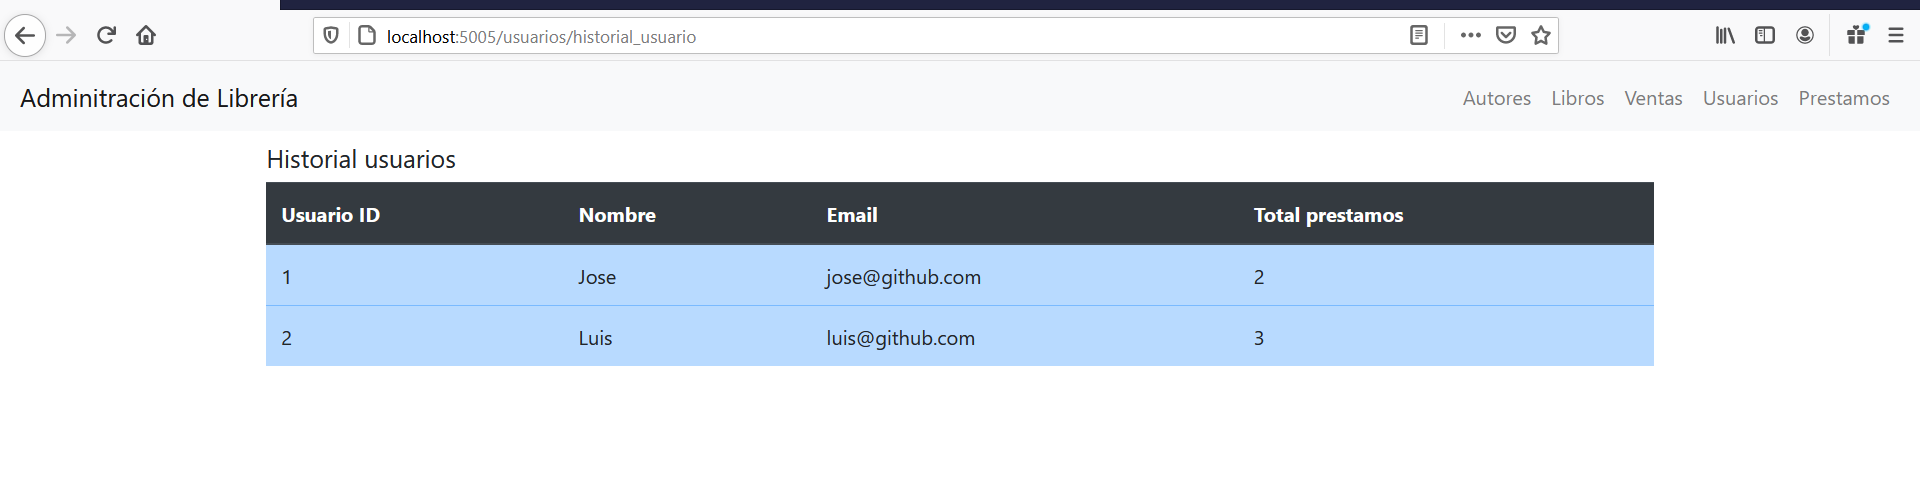 localhost:5005/usuarios/historial_usuario
Adminitración de Librería
Autores Libros Ventas Usuarios Prestamos
Historial usuarios
Usuario ID Nombre Email Total prestamos
1 Jose jose@github.com 2
2 Luis luis@github.com 3